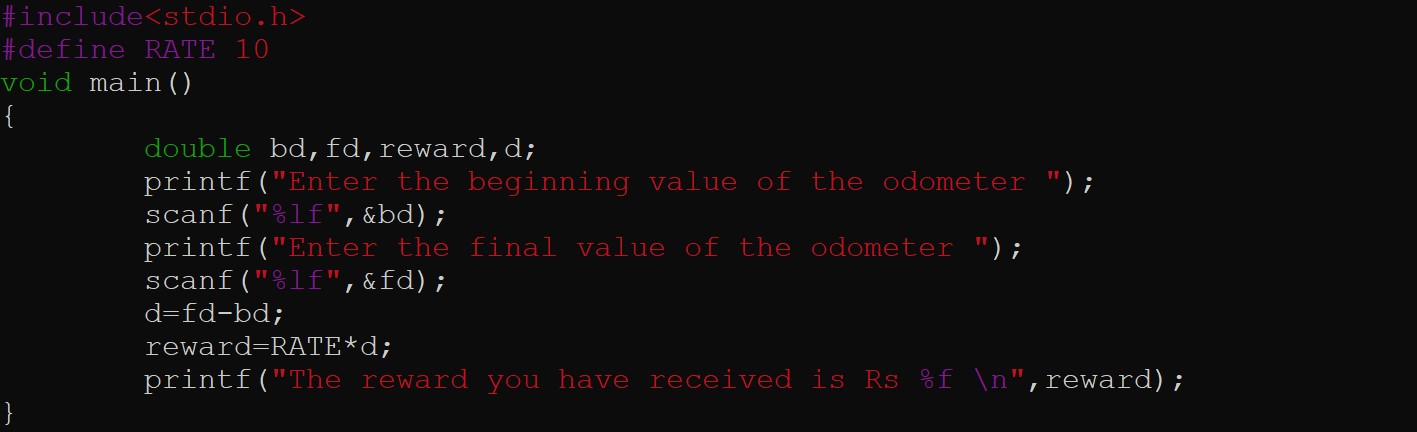 #include<stdio.h>
#define RATE 10
void main()
{
        double bd,fd,reward,d;
        printf("Enter the beginning value of the odometer ");
        scanf("%lf",&bd);
        printf("Enter the final value of the odometer ");
        scanf("%lf",&fd);
        d=fd-bd;
        reward=RATE*d;
        printf("The reward you have received is Rs %f \n",reward);
}